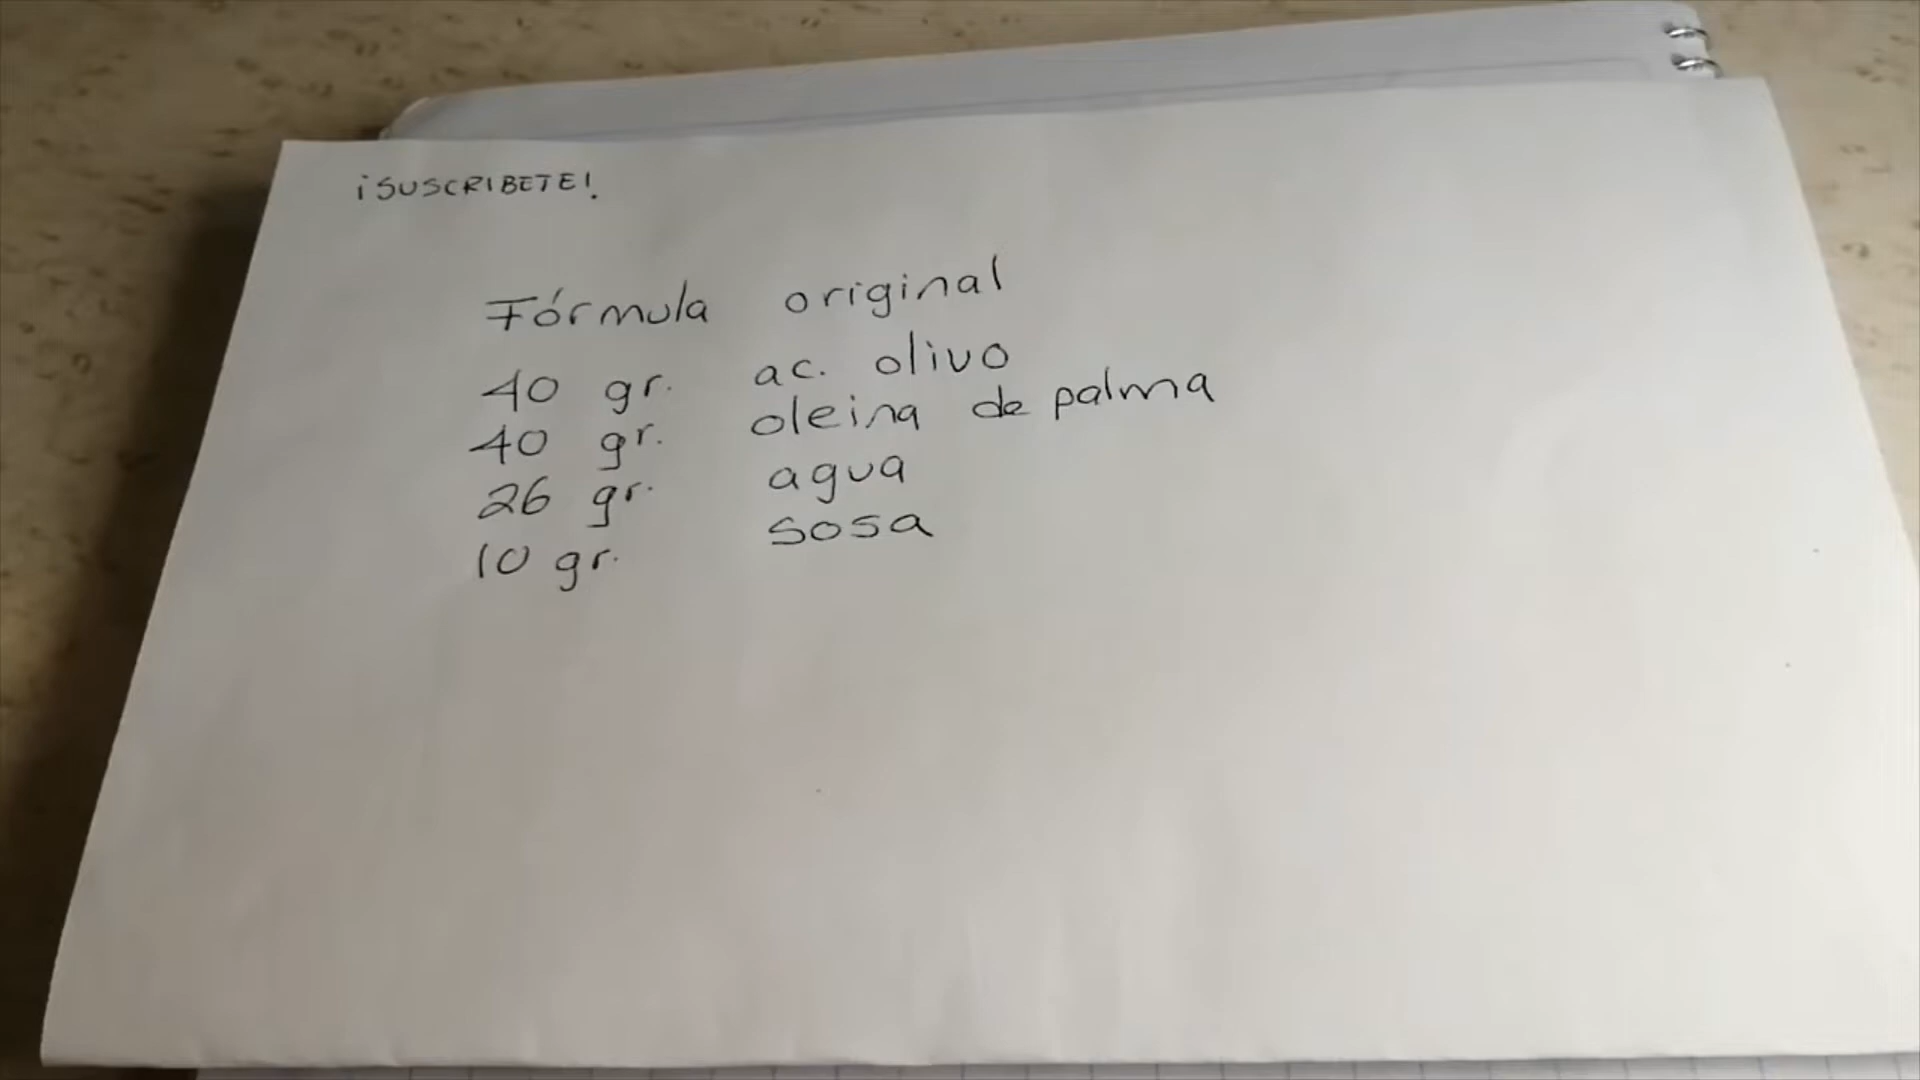 ¡SUSCRIBETE!
Fórmula original
40 gr. ac. olivo
40 gr. oleina de palma
26 gr. agua
10 gr. sosa